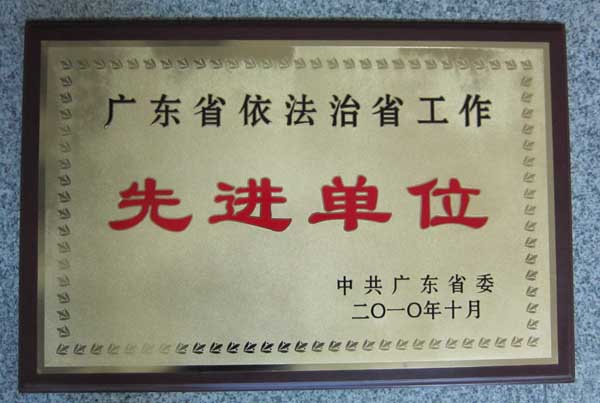 广东省依法治省工作
先进单位
中共广东省委
二〇一〇年十月